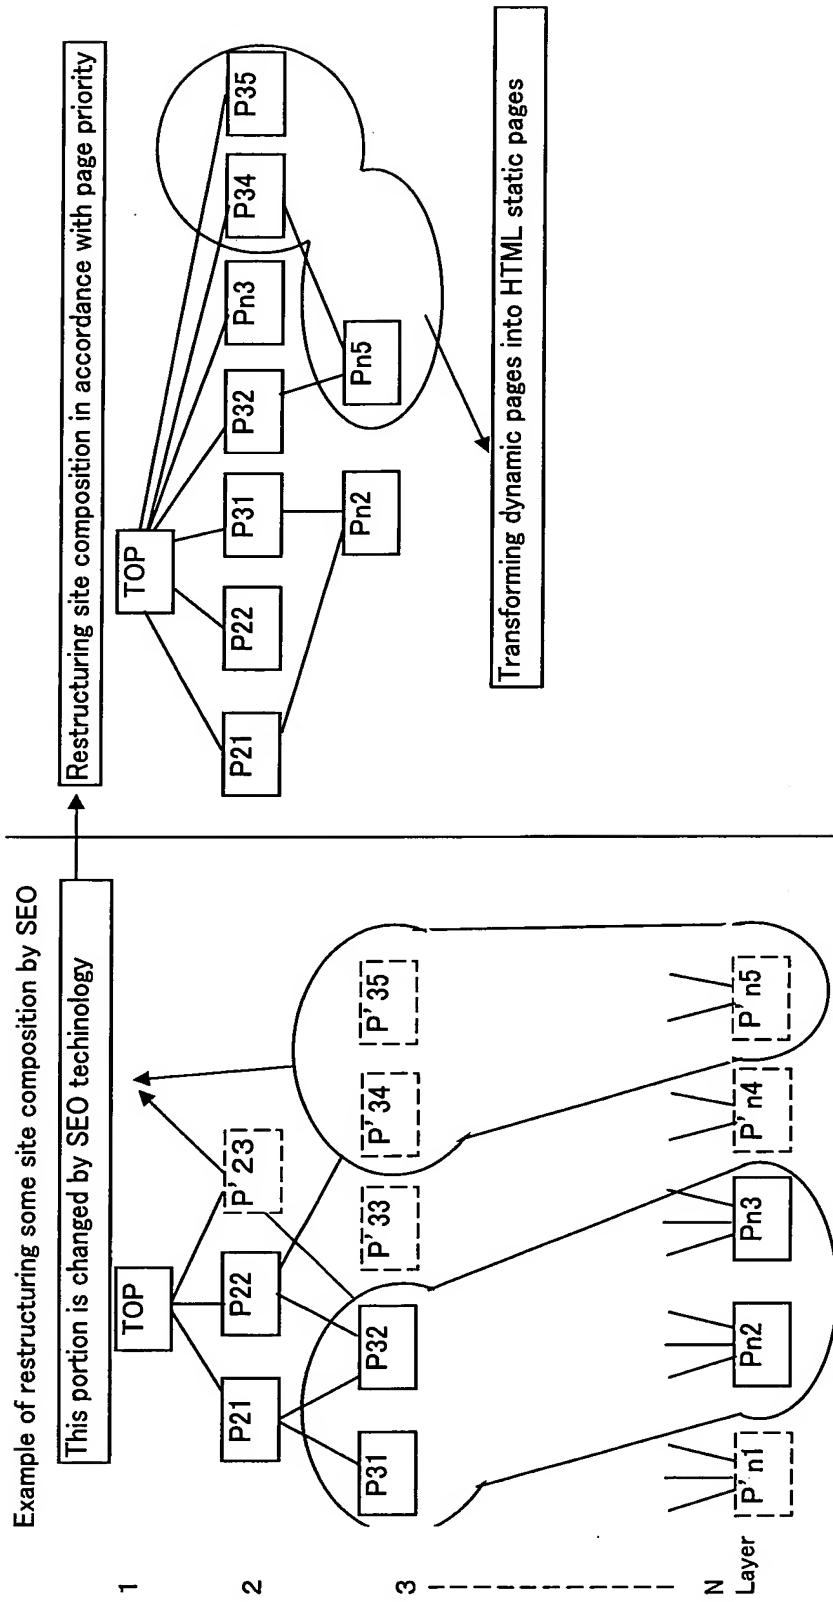 Example of restructuring some site composition by SEO
This portion is changed by SEO techinology
Restructuring site composition in accordance with page priority
1
TOP
2
P21
P22
P' 23
3
P31
P32
P' 33
P' 34
P' 35
N
Layer
P' n1
Pn2
Pn3
P' n4
P' n5
TOP
P21
P22
P31
P32
Pn3
P34
P35
Pn2
Pn5
Transforming dynamic pages into HTML static pages